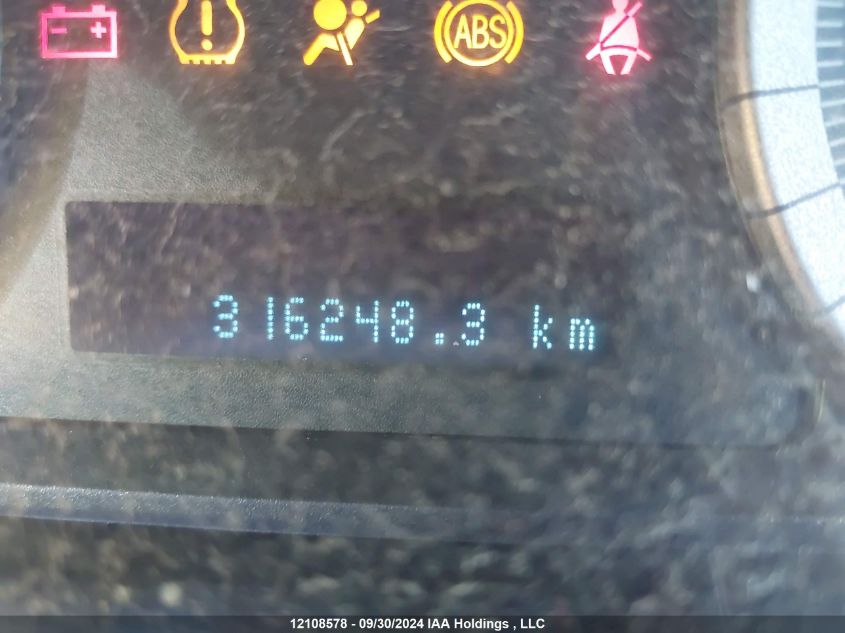 ABS
316248.3 km
12108578 - 09/30/2024 IAA Holdings , LLC